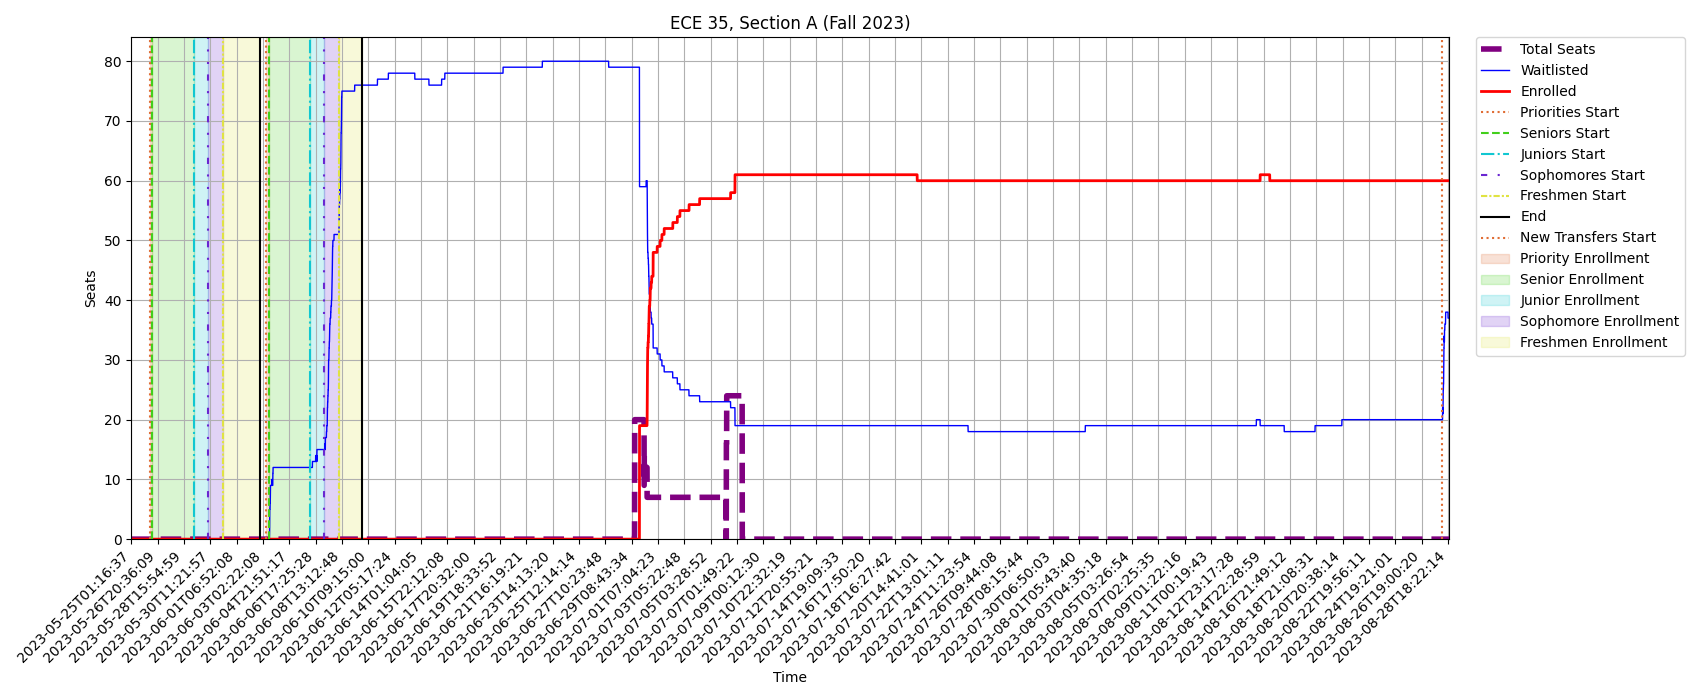 ECE 35, Section A (Fall 2023)
80
70
60
50
40
30
20
10
0
Seats
2023-05-25T01:16:37
2023-05-26T20:36:09
2023-05-28T15:54:59
2023-05-30T11:21:57
2023-06-01T06:52:08
2023-06-03T02:22:08
2023-06-04T21:51:17
2023-06-06T17:25:28
2023-06-08T13:12:48
2023-06-10T09:15:00
2023-06-12T05:17:24
2023-06-14T01:04:05
2023-06-15T22:12:08
2023-06-17T20:32:00
2023-06-19T18:33:52
2023-06-21T16:19:21
2023-06-23T14:13:20
2023-06-25T12:14:14
2023-06-27T10:23:48
2023-06-29T08:43:34
2023-07-01T07:04:23
2023-07-03T05:22:48
2023-07-05T03:28:52
2023-07-07T01:49:22
2023-07-09T00:12:30
2023-07-10T22:32:19
2023-07-12T20:55:21
2023-07-14T19:09:33
2023-07-16T17:50:20
2023-07-18T16:27:42
2023-07-20T14:41:01
2023-07-22T13:01:11
2023-07-24T11:23:54
2023-07-26T09:44:08
2023-07-28T08:15:44
2023-07-30T06:50:03
2023-08-01T05:43:40
2023-08-03T04:35:18
2023-08-05T03:26:54
2023-08-07T02:25:35
2023-08-09T01:22:16
2023-08-11T00:19:43
2023-08-12T23:17:28
2023-08-14T22:28:59
2023-08-16T21:49:12
2023-08-18T21:08:31
2023-08-20T20:38:14
2023-08-22T19:56:11
2023-08-24T19:21:01
2023-08-26T19:00:20
2023-08-28T18:22:14
Time
Total Seats
Waitlisted
Enrolled
Priorities Start
Seniors Start
Juniors Start
Sophomores Start
Freshmen Start
End
New Transfers Start
Priority Enrollment
Senior Enrollment
Junior Enrollment
Sophomore Enrollment
Freshmen Enrollment